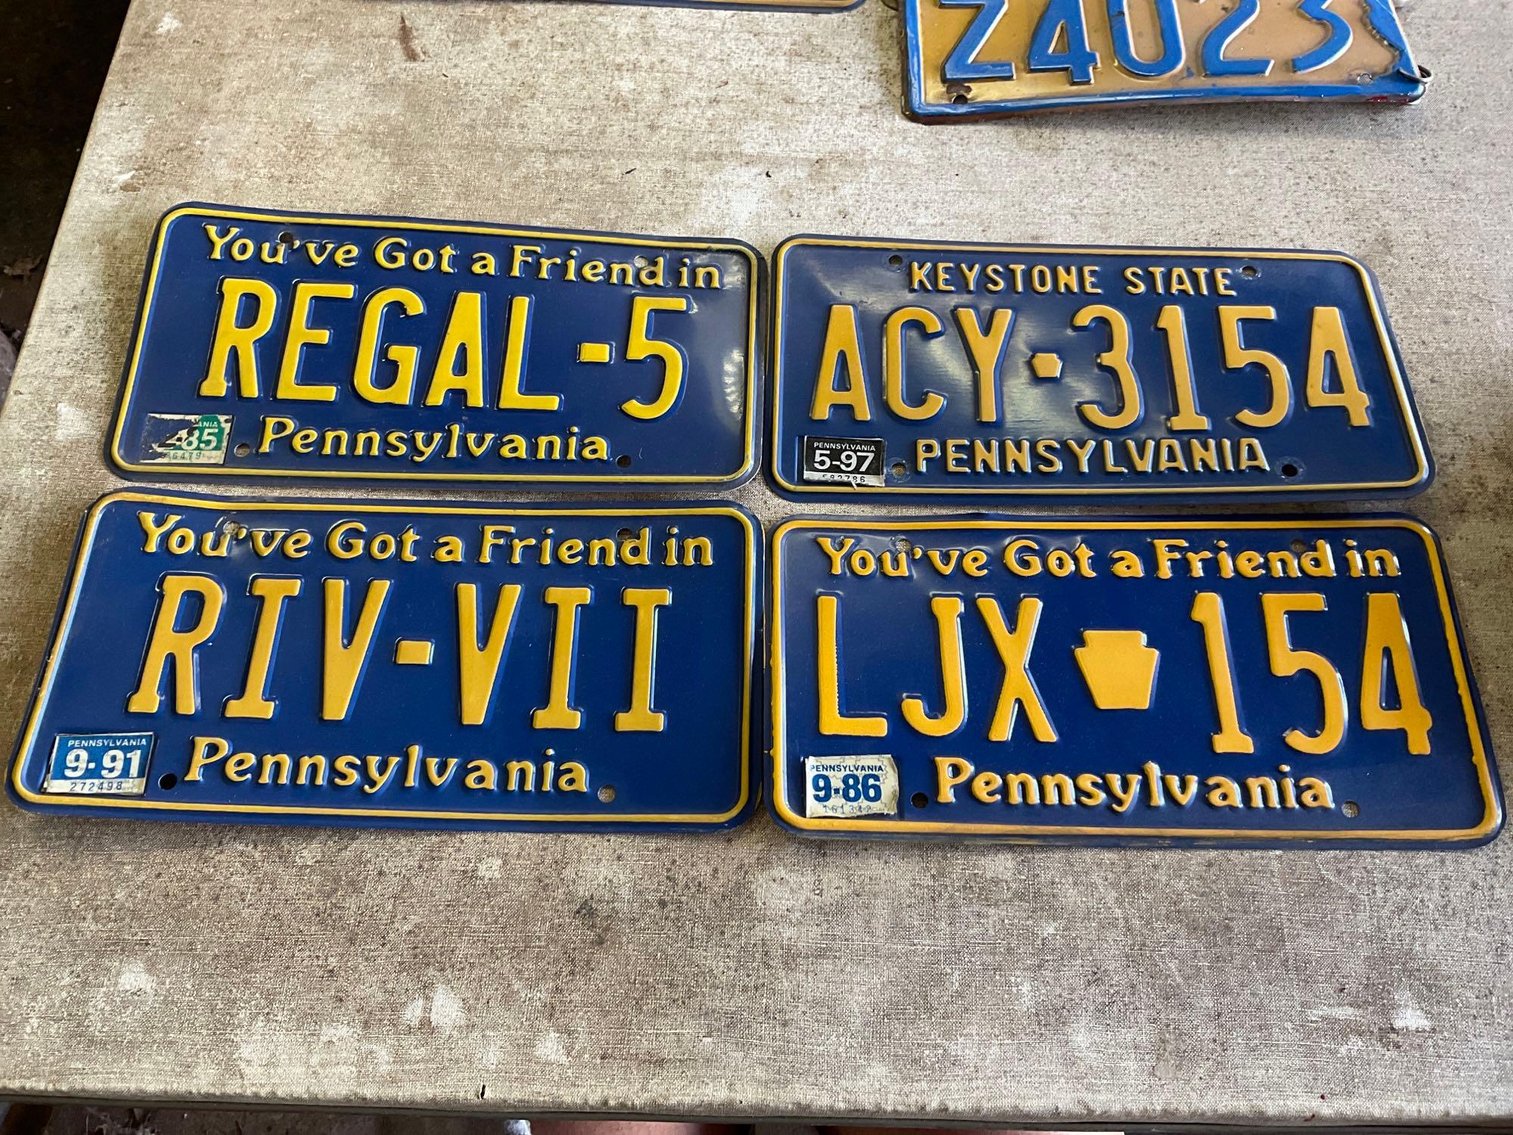 Z4023
You've Got a Friend in
REGAL-5
85
Pennsylvania
KEYSTONE STATE
ACY-3154
PENNSYLVANIA
5-97
PENNSYLVANIA
You've Got a Friend in
RIV-VII
PENNSYLVANIA
9-91
272498
Pennsylvania
You've Got a Friend in
LJX 154
PENNSYLVANIA
9-86
Pennsylvania